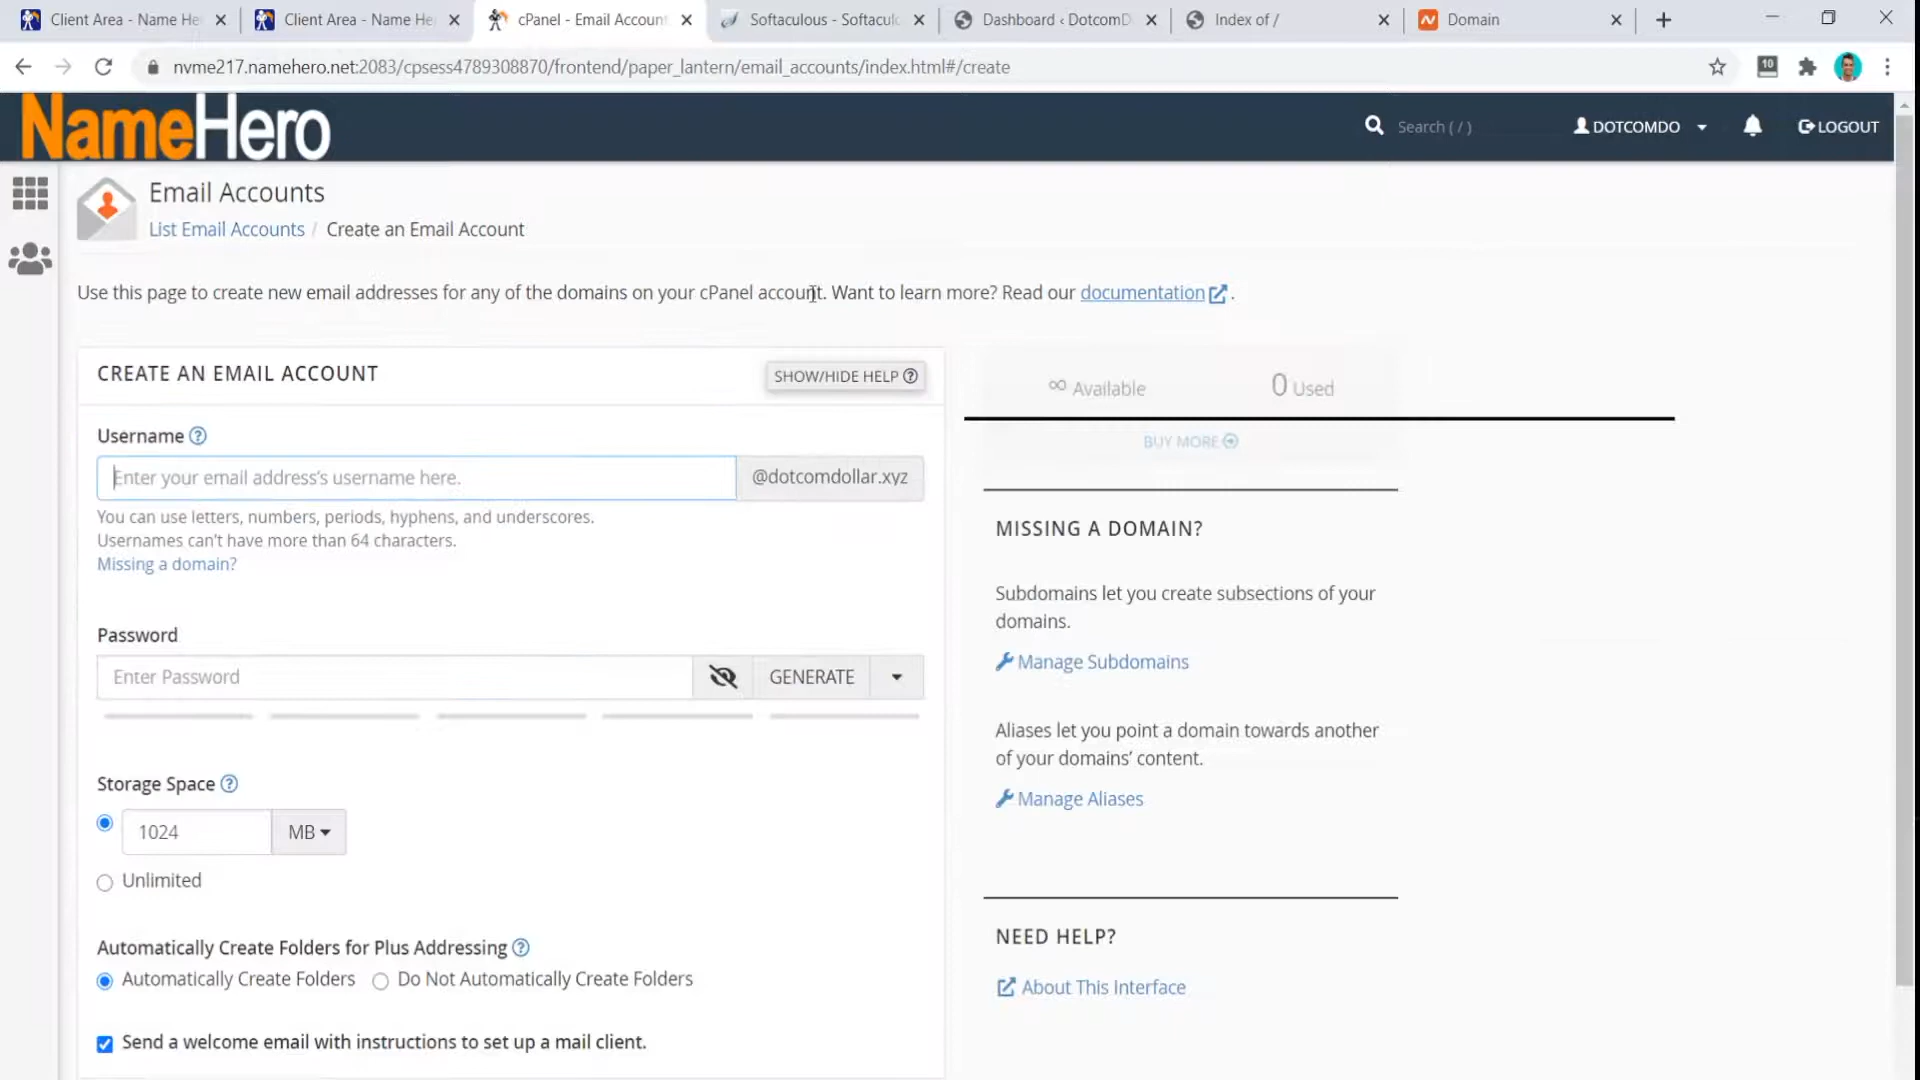 Client Area - Name He
Client Area - Name He
cPanel - Email Account
Softaculous - Softacul
Dashboard ‹ DotcomD
Index of /
Domain
nvme217.namehero.net:2083/cpsess4789308870/frontend/paper_lantern/email_accounts/index.html#/create
10
NameHero
Search ( / )
DOTCOMDO
LOGOUT
Email Accounts
List Email Accounts / Create an Email Account
Use this page to create new email addresses for any of the domains on your cPanel account. Want to learn more? Read our documentation .
CREATE AN EMAIL ACCOUNT
SHOW/HIDE HELP
Username
Enter your email address's username here.
@dotcomdollar.xyz
You can use letters, numbers, periods, hyphens, and underscores.
Usernames can't have more than 64 characters.
Missing a domain?
Password
Enter Password
GENERATE
Storage Space
1024
MB
Unlimited
Automatically Create Folders for Plus Addressing
Automatically Create Folders
Do Not Automatically Create Folders
Send a welcome email with instructions to set up a mail client.
∞ Available
0 Used
BUY MORE
MISSING A DOMAIN?
Subdomains let you create subsections of your
domains.
Manage Subdomains
Aliases let you point a domain towards another
of your domains' content.
Manage Aliases
NEED HELP?
About This Interface